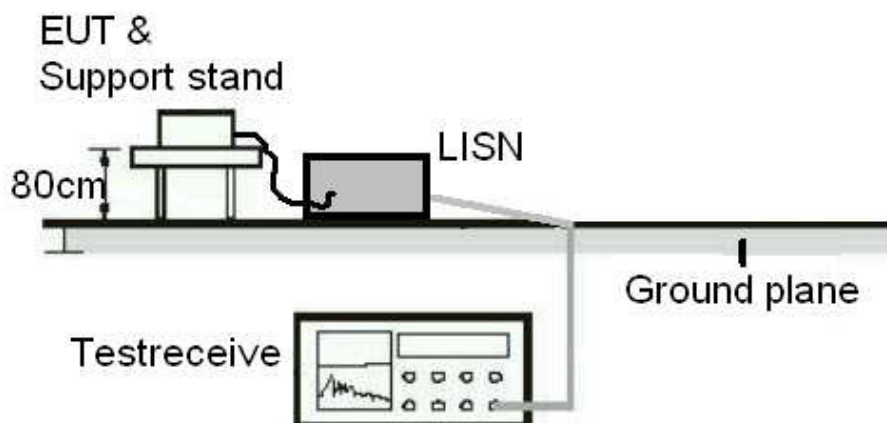 EUT &
Support stand
LISN
80cm
Ground plane
Testreceive